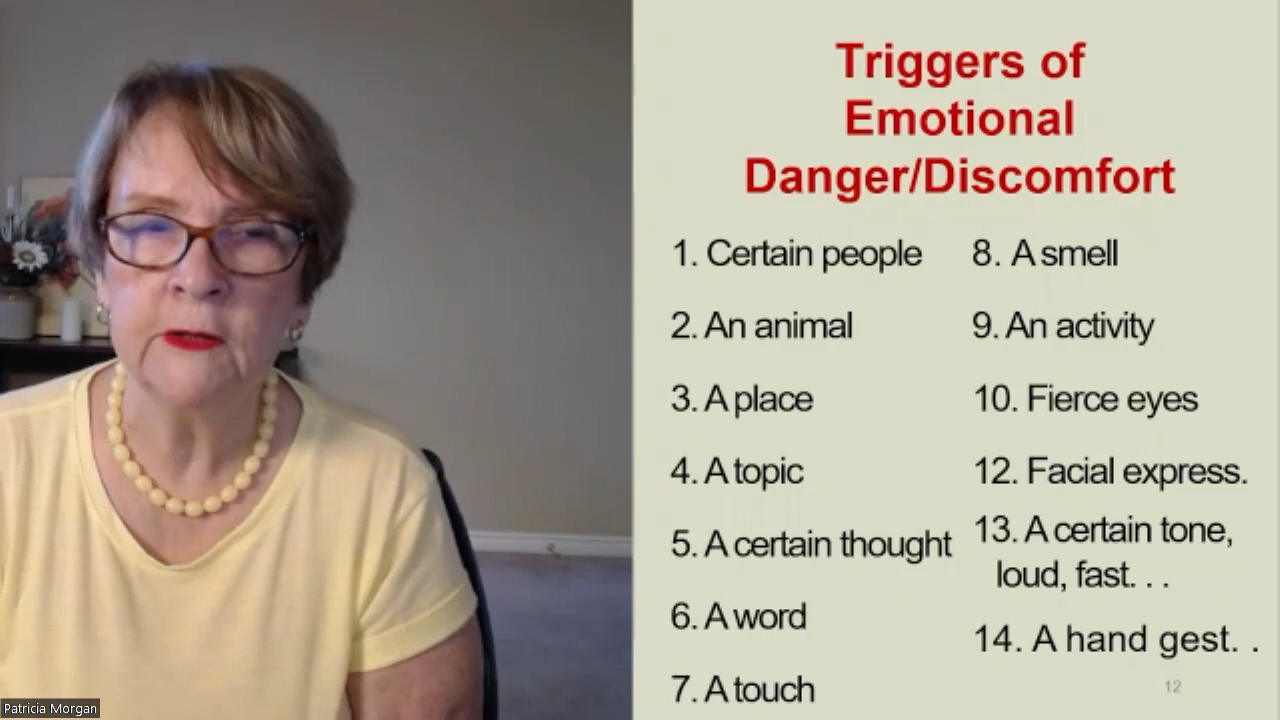 Triggers of
Emotional
Danger/Discomfort
1. Certain people
2. An animal
3. A place
4. A topic
5. A certain thought
6. A word
7. A touch
8. A smell
9. An activity
10. Fierce eyes
12. Facial express.
13. A certain tone,
loud, fast. . .
14. A hand gest. .
12
Patricia Morgan